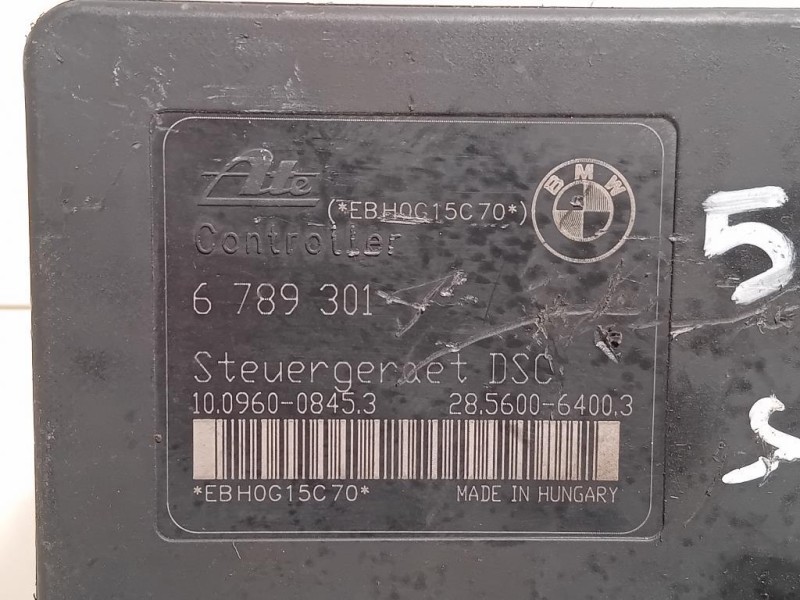 Ate
BMW
(*EBH0G15C70*)
Controller
6 789 301
Steuergeraet DSC
10.0960-0845.3 28.5600-6400.3
*EBH0G15C70* MADE IN HUNGARY
5
S